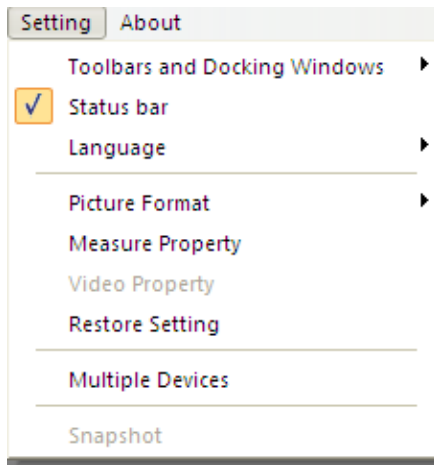 Setting About
Toolbars and Docking Windows
Status bar
Language
Picture Format
Measure Property
Video Property
Restore Setting
Multiple Devices
Snapshot